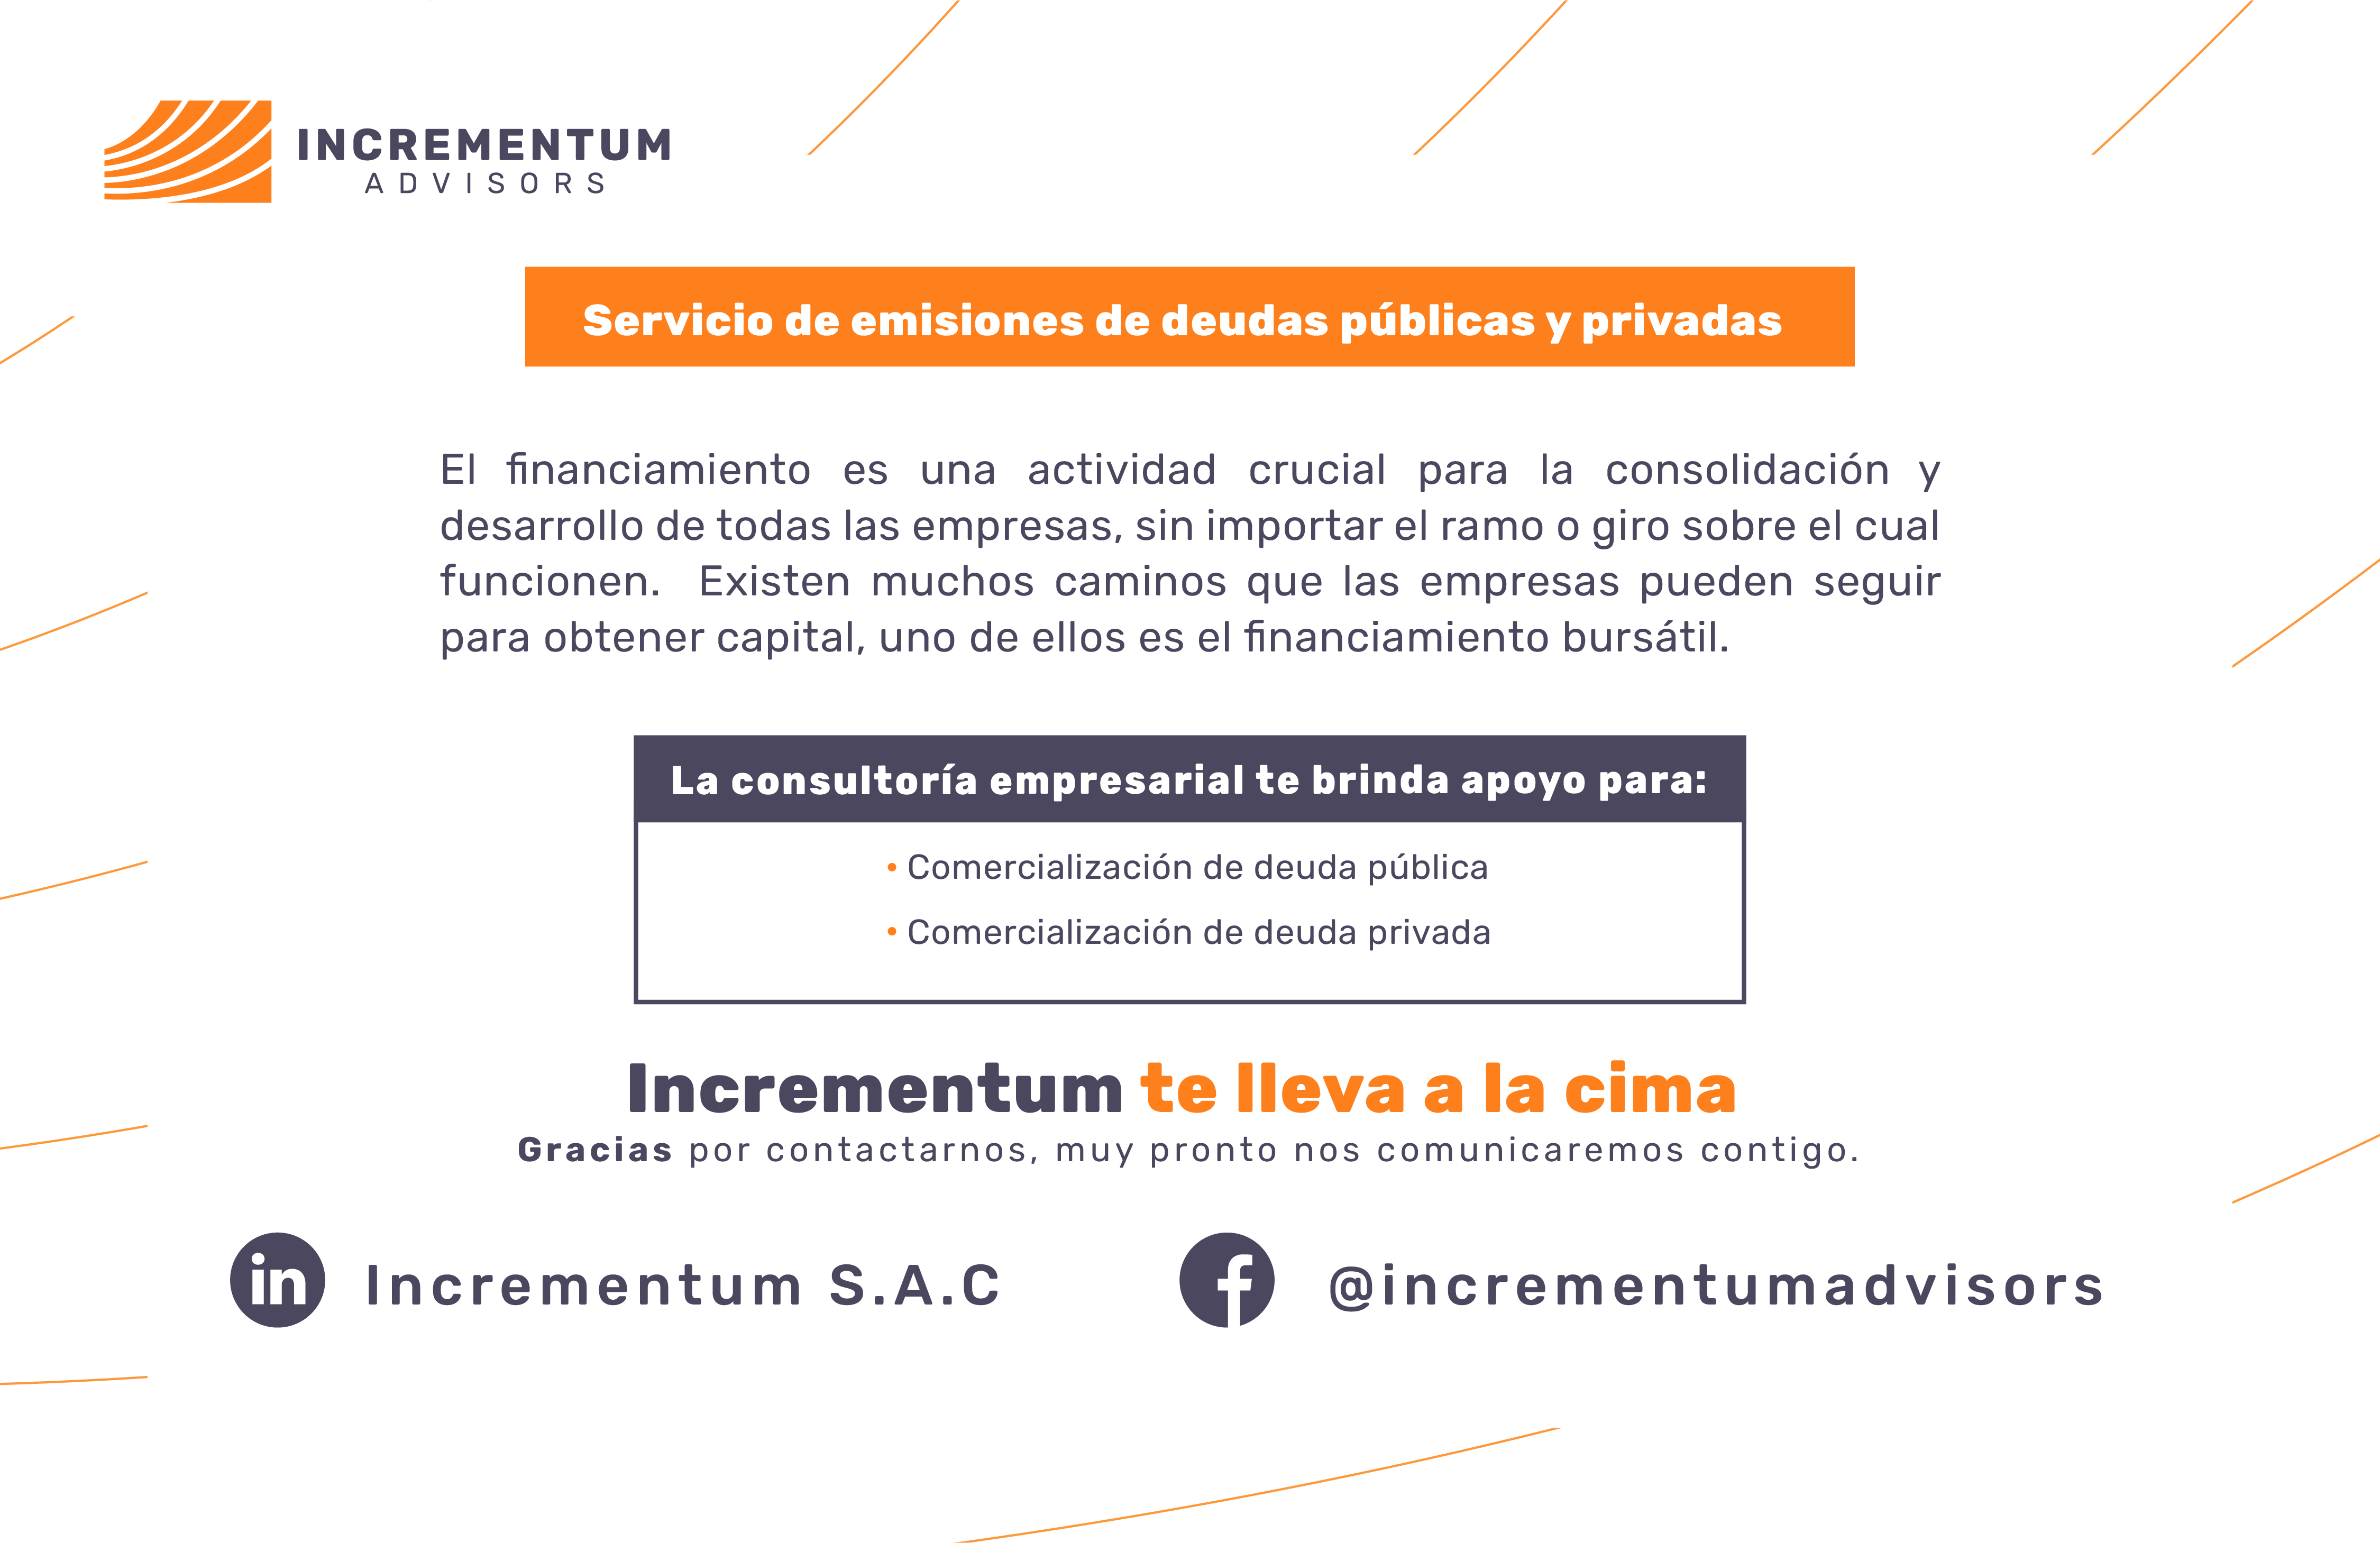 INCREMENTUM
ADVISORS
Servicio de emisiones de deudas públicas y privadas
El financiamiento es una actividad crucial para la consolidación y
desarrollo de todas las empresas, sin importar el ramo o giro sobre el cual
funcionen. Existen muchos caminos que las empresas pueden seguir
para obtener capital, uno de ellos es el financiamiento bursátil.
La consultoría empresarial te brinda apoyo para:
• Comercialización de deuda pública
• Comercialización de deuda privada
Incrementum te lleva a la cima
Gracias por contactarnos, muy pronto nos comunicaremos contigo.
in Incrementum S.A.C
f @incrementumadvisors